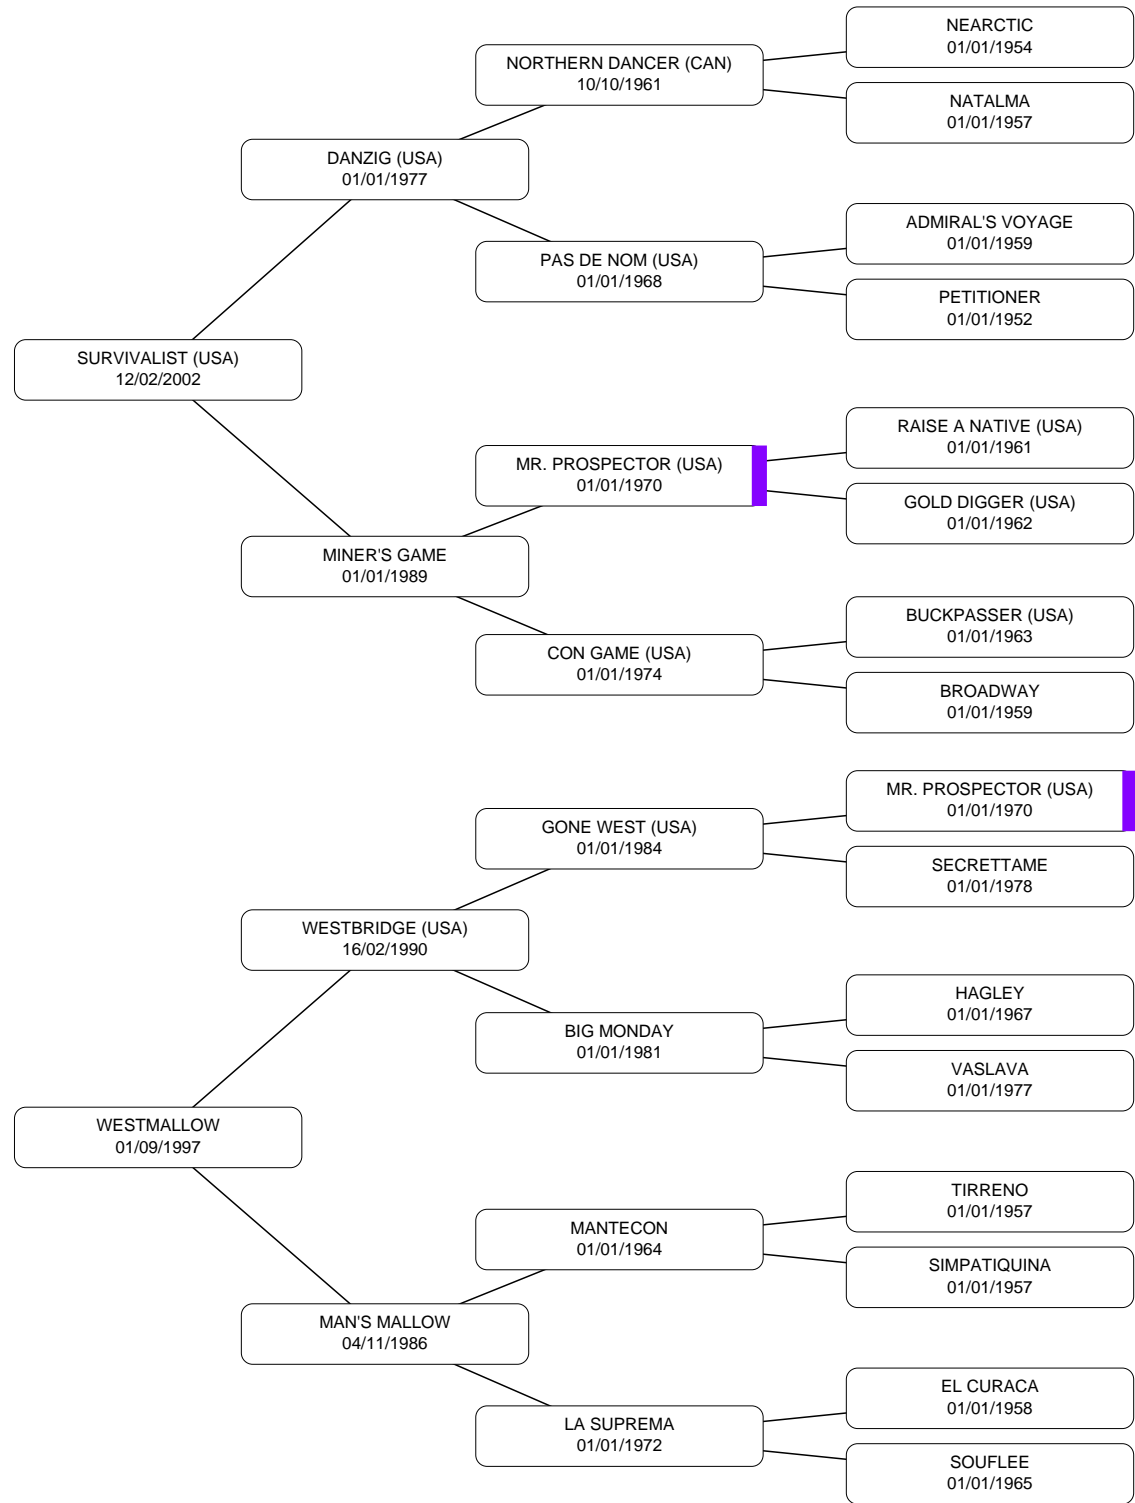 NEARCTIC
01/01/1954
NORTHERN DANCER (CAN)
10/10/1961
NATALMA
01/01/1957
DANZIG (USA)
01/01/1977
ADMIRAL'S VOYAGE
01/01/1959
PAS DE NOM (USA)
01/01/1968
PETITIONER
01/01/1952
SURVIVALIST (USA)
12/02/2002
RAISE A NATIVE (USA)
01/01/1961
MR. PROSPECTOR (USA)
01/01/1970
GOLD DIGGER (USA)
01/01/1962
MINER'S GAME
01/01/1989
BUCKPASSER (USA)
01/01/1963
CON GAME (USA)
01/01/1974
BROADWAY
01/01/1959
MR. PROSPECTOR (USA)
01/01/1970
GONE WEST (USA)
01/01/1984
SECRETTAME
01/01/1978
WESTBRIDGE (USA)
16/02/1990
HAGLEY
01/01/1967
BIG MONDAY
01/01/1981
VASLAVA
01/01/1977
WESTMALLOW
01/09/1997
TIRRENO
01/01/1957
MANTECON
01/01/1964
SIMPATIQUINA
01/01/1957
MAN'S MALLOW
04/11/1986
EL CURACA
01/01/1958
LA SUPREMA
01/01/1972
SOUFLEE
01/01/1965